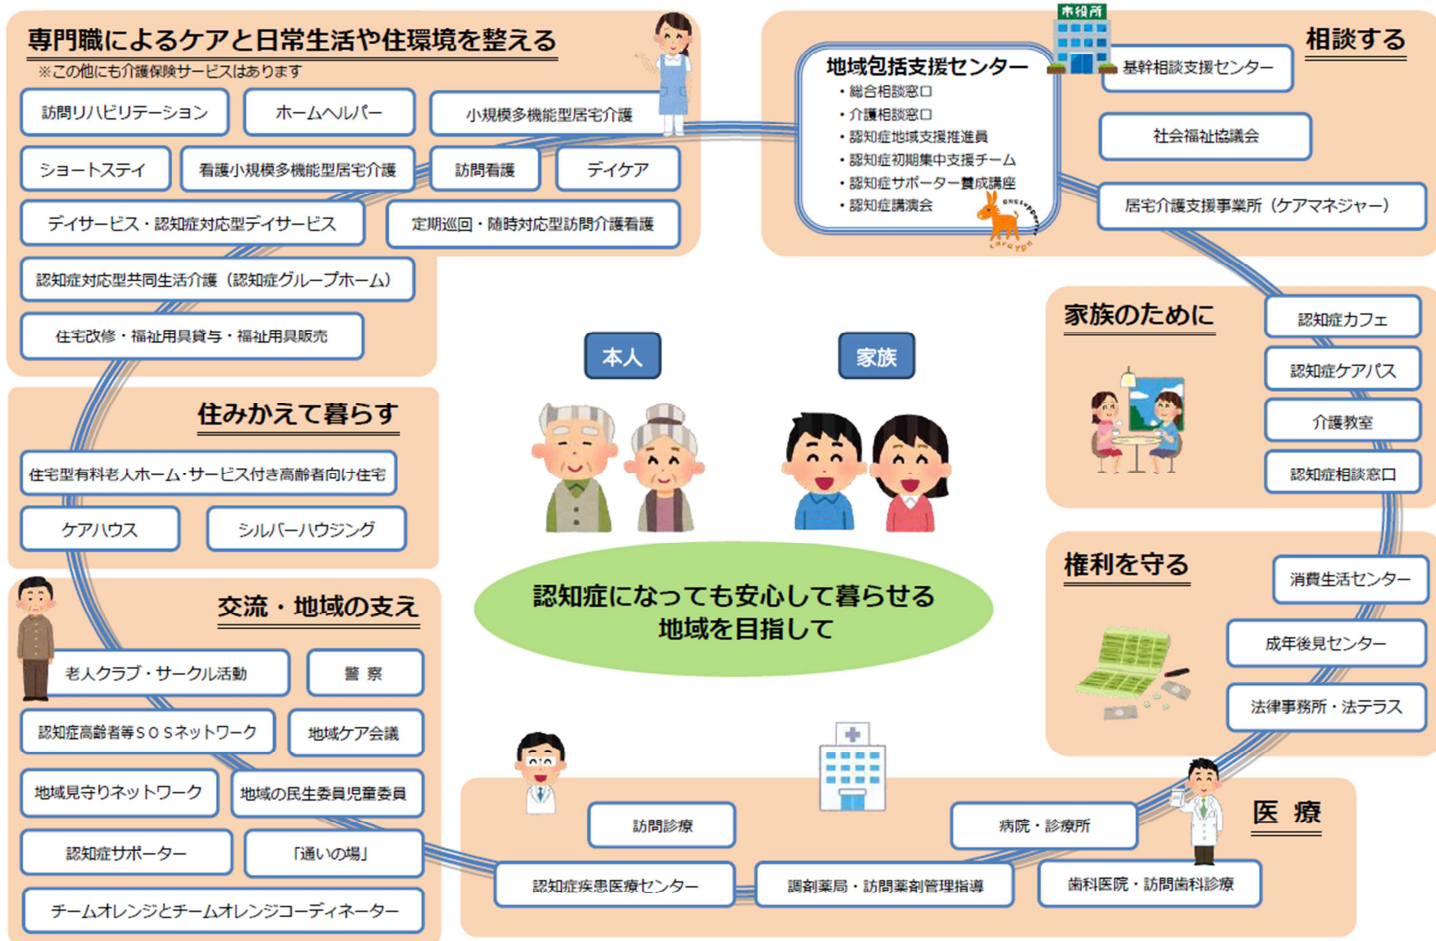 専門職によるケアと日常生活や住環境を整える
※この他にも介護保険サービスはあります
訪問リハビリテーション
ホームヘルパー
小規模多機能型居宅介護
ショートステイ
看護小規模多機能型居宅介護
訪問看護
デイケア
デイサービス・認知症対応型デイサービス
定期巡回・随時対応型訪問介護看護
認知症対応型共同生活介護（認知症グループホーム）
住宅改修・福祉用具貸与・福祉用具販売
住みかえて暮らす
住宅型有料老人ホーム・サービス付き高齢者向け住宅
ケアハウス
シルバーハウジング
交流・地域の支え
老人クラブ・サークル活動
警 察
認知症高齢者等ＳＯＳネットワーク
地域ケア会議
地域見守りネットワーク
地域の民生委員児童委員
認知症サポーター
「通いの場」
チームオレンジとチームオレンジコーディネーター
市役所
相談する
地域包括支援センター
・総合相談窓口
・介護相談窓口
・認知症地域支援推進員
・認知症初期集中支援チーム
・認知症サポーター養成講座
・認知症講演会
基幹相談支援センター
社会福祉協議会
居宅介護支援事業所（ケアマネジャー）
家族のために
認知症カフェ
認知症ケアパス
介護教室
認知症相談窓口
権利を守る
消費生活センター
成年後見センター
法律事務所・法テラス
医 療
訪問診療
病院・診療所
認知症疾患医療センター
調剤薬局・訪問薬剤管理指導
歯科医院・訪問歯科診療
本人
家族
認知症になっても安心して暮らせる
地域を目指して